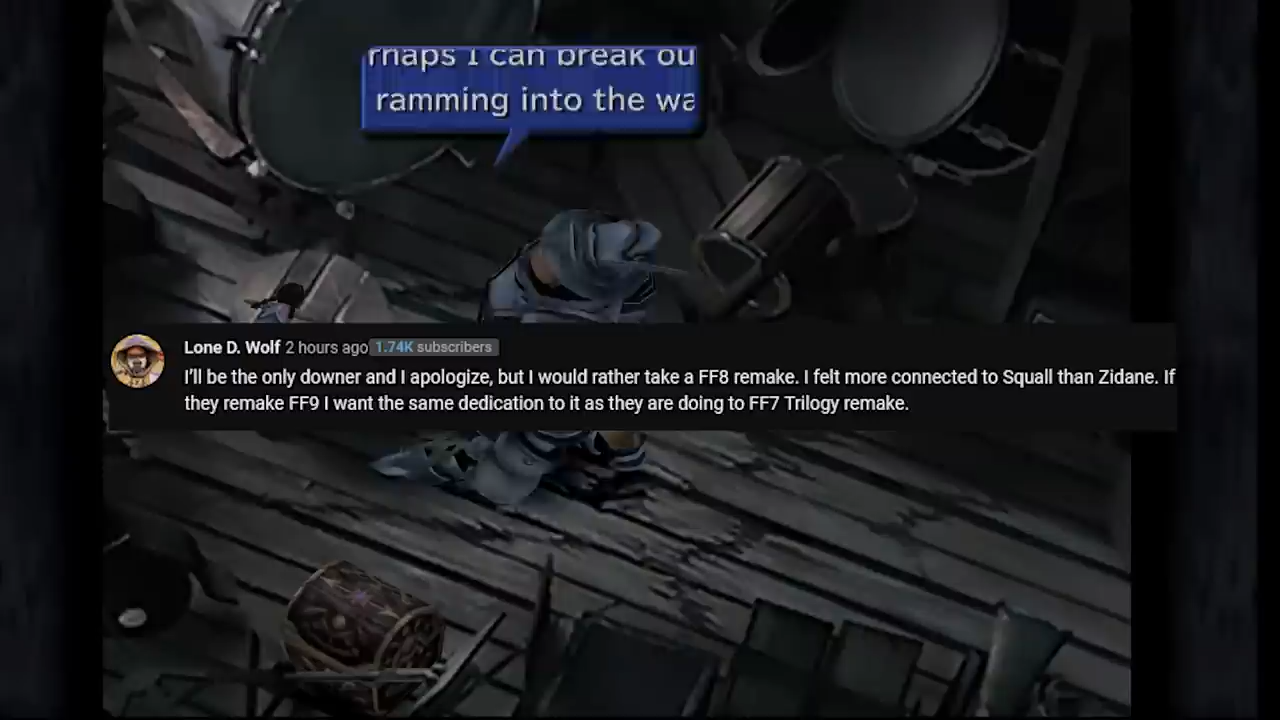 rhaps I can break ou
ramming into the wa
Lone D. Wolf 2 hours ago 1.74K subscribers
I'll be the only downer and I apologize, but I would rather take a FF8 remake. I felt more connected to Squall than Zidane. If
they remake FF9 I want the same dedication to it as they are doing to FF7 Trilogy remake.